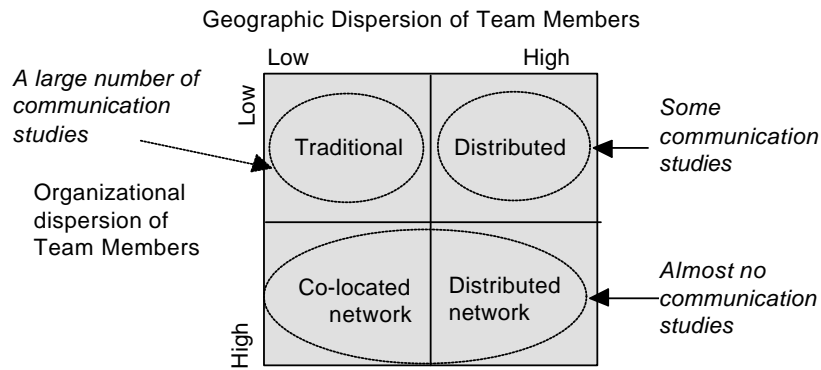 Geographic Dispersion of Team Members
Low
High
A large number of
communication
studies
Low
Traditional
Distributed
Some
communication
studies
Organizational
dispersion of
Team Members
Co-located
network
Distributed
network
Almost no
communication
studies
High